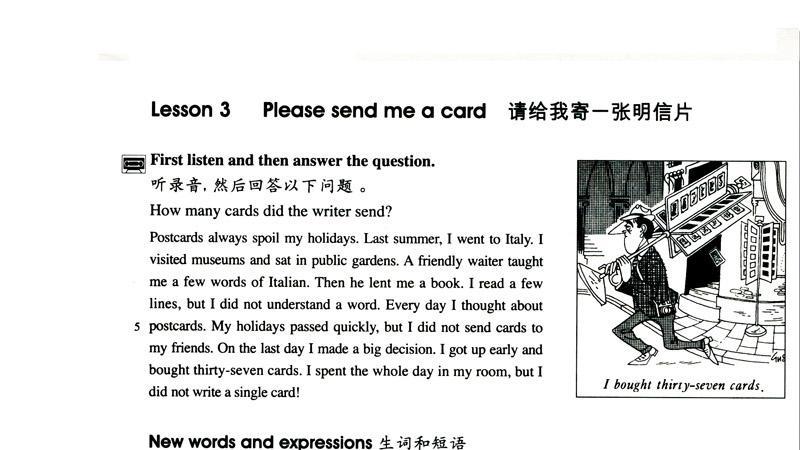 Lesson 3 Please send me a card 请给我寄一张明信片
First listen and then answer the question.
听录音,然后回答以下问题。
How many cards did the writer send?
Postcards always spoil my holidays. Last summer, I went to Italy. I
visited museums and sat in public gardens. A friendly waiter taught
me a few words of Italian. Then he lent me a book. I read a few
lines, but I did not understand a word. Every day I thought about
5 postcards. My holidays passed quickly, but I did not send cards to
my friends. On the last day I made a big decision. I got up early and
bought thirty-seven cards. I spent the whole day in my room, but I
did not write a single card!
I bought thirty-seven cards.
New words and expressions 生词和短语